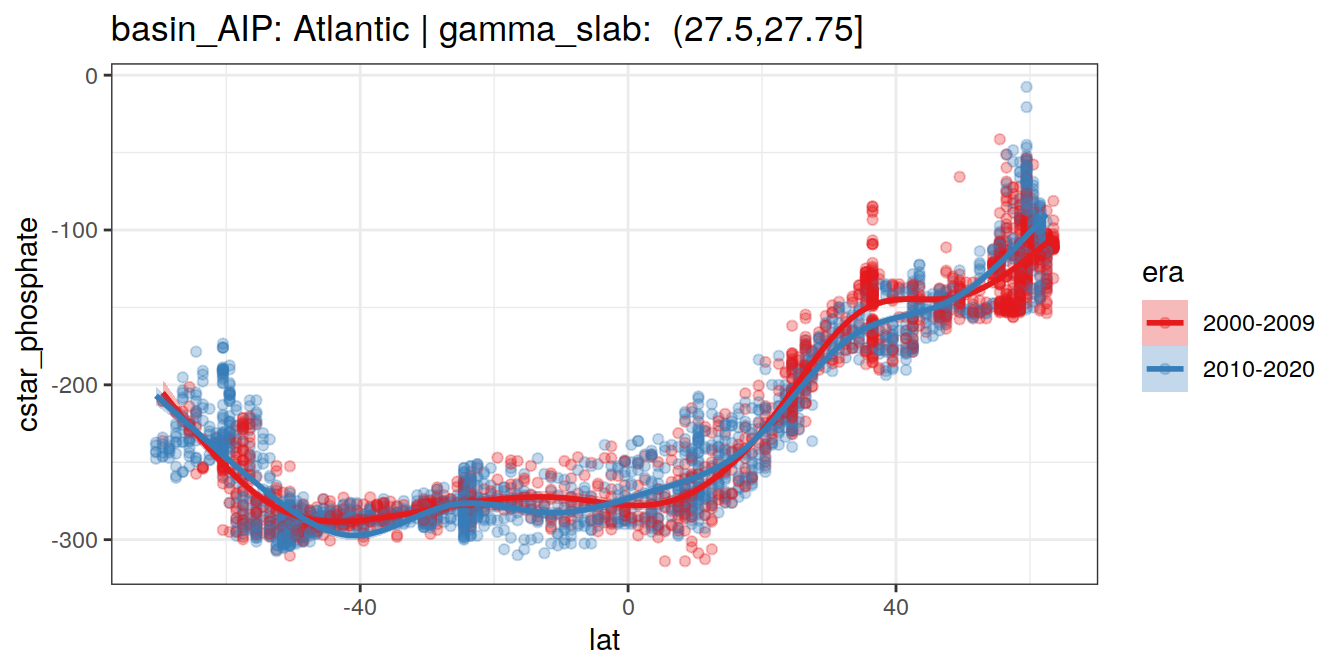 basin_AIP: Atlantic | gamma_slab:  (27.5,27.75]
0
-100
-200
-300
cstar_phosphate
-40
0
40
lat
era
2000-2009
2010-2020